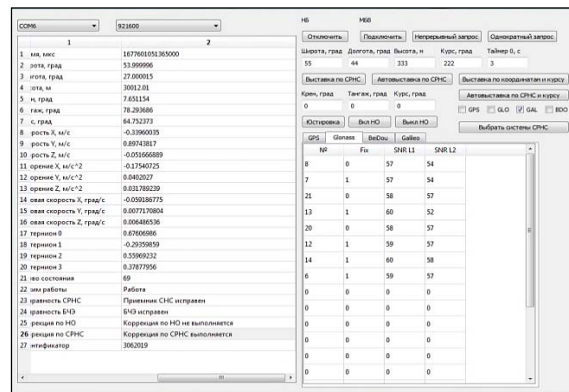 COM6 921600
1 2
1 мя, мкс 1677601051365000
2 рота, град 53.999996
3 гота, град 27.000015
4 :ота, м 30012.01
5 н, град 7.651154
6 гаж, град 78.293686
7 с, град 64.752373
8 рость X, м/с -0.33960035
9 рость Y, м/с 0.89743817
10 рость Z, м/с -0.051666889
11 орение X, м/с^2 -0.17540725
12 орение Y, м/с^2 0.0402027
13 орение Z, м/с^2 0.031789239
14 овая скорость X, град/с -0.059186775
15 овая скорость Y, град/с 0.0077170804
16 овая скорость Z, град/с 0.006486536
17 тернион 0 0.67606986
18 тернион 1 -0.29359859
19 тернион 2 0.55969232
20 тернион 3 0.37877956
21 во состояния 69
22 им работы Работа
23 равность СРНС Приемник СНС исправен
24 равность БЧЭ БЧЭ исправен
25 рекция по НО Коррекция по НО не выполняется
26 рекция по СРНС Коррекция по СРНС выполняется
27 нтификатор 3062019
НБ МБВ
Отключить Подключить Непрерывный запрос Однократный запрос
Широта, град Долгота, град Высота, м Курс, град Таймер 0, с
55 44 333 222 3
Выставка по СРНС Автовыставка по СРНС Выставка по координатам и курсу
Крен, град Тангаж, град Курс, град Автовыставка по СРНС и курсу
0 0 0 GPS GLO GAL BDO
Юстировка Вкл НО Выкл НО Выбрать системы СРНС
GPS Glonass BeiDou Galileo
№ Fix SNR L1 SNR L2
8 0 57 54
7 1 57 54
21 0 58 57
13 1 60 52
20 0 58 57
12 1 59 57
14 1 60 58
6 1 59 57
0 0 0 0
0 0 0 0
0 0 0 0
0 0 0 0
0 0 0 0
0 0 0 0